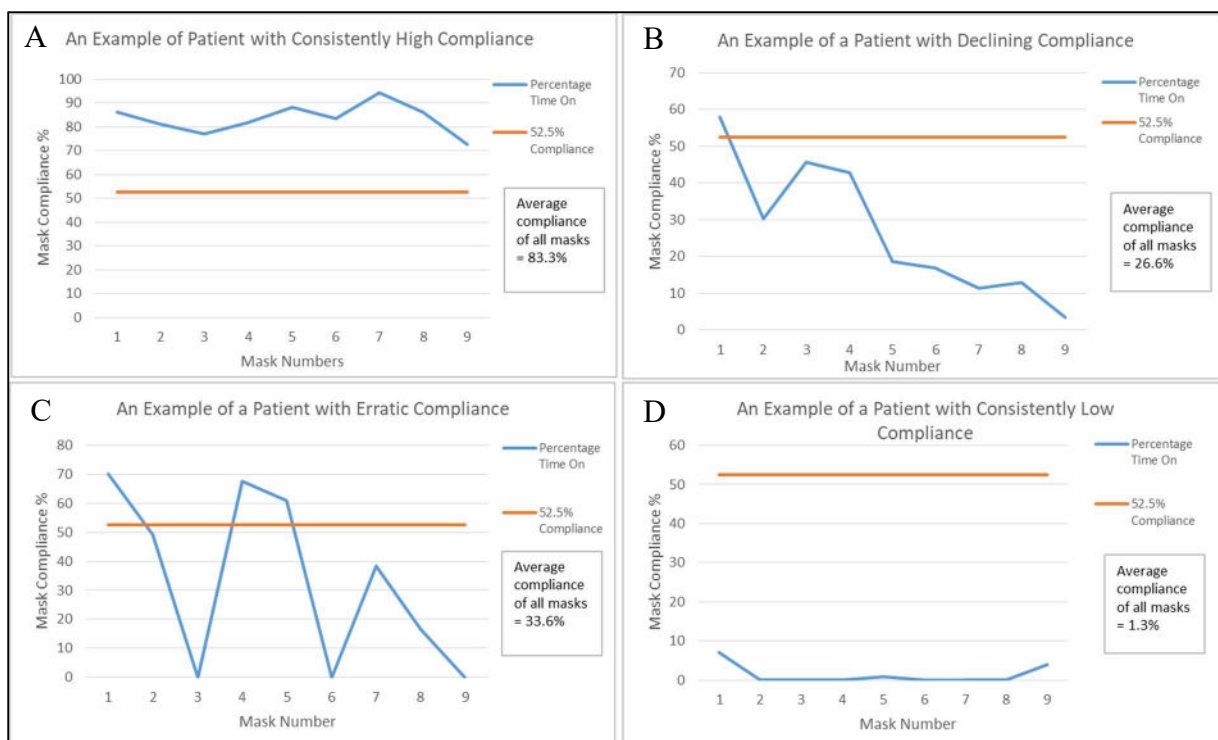 A
An Example of Patient with Consistently High Compliance
100
90
80
70
60
50
40
30
20
10
0
Mask Compliance %
1 2 3 4 5 6 7 8 9
Mask Numbers
Percentage
Time On
52.5%
Compliance
Average
compliance
of all masks
= 83.3%
B
An Example of a Patient with Declining Compliance
70
60
50
40
30
20
10
0
Mask Compliance %
1 2 3 4 5 6 7 8 9
Mask Number
Percentage
Time On
52.5%
Compliance
Average
compliance
of all masks
= 26.6%
C
An Example of a Patient with Erratic Compliance
80
70
60
50
40
30
20
10
0
Mask Compliance %
1 2 3 4 5 6 7 8 9
Mask Number
Percentage
Time On
52.5%
Compliance
Average
compliance
of all masks
= 33.6%
D
An Example of a Patient with Consistently Low
Compliance
60
50
40
30
20
10
0
Mask Compliance %
1 2 3 4 5 6 7 8 9
Mask Number
Percentage
Time On
52.5%
Compliance
Average
compliance
of all masks
= 1.3%